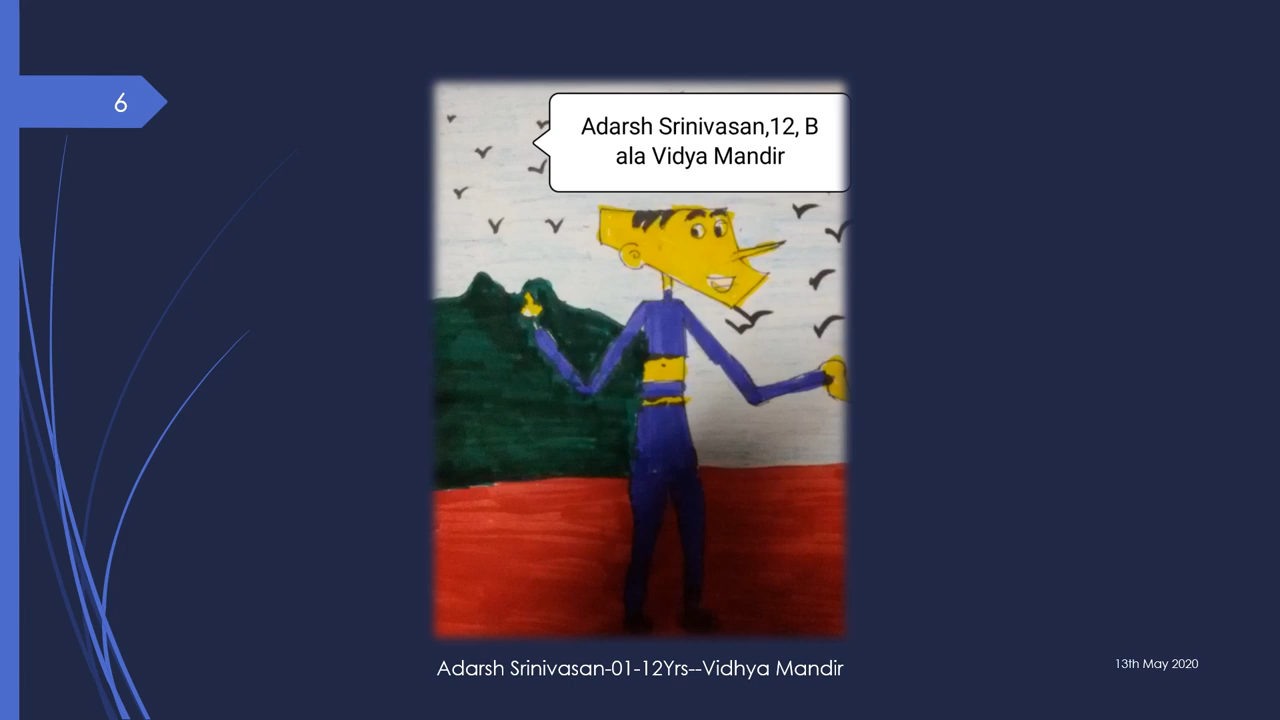 6
Adarsh Srinivasan,12, B
ala Vidya Mandir
Adarsh Srinivasan-01-12Yrs--Vidhya Mandir
13th May 2020